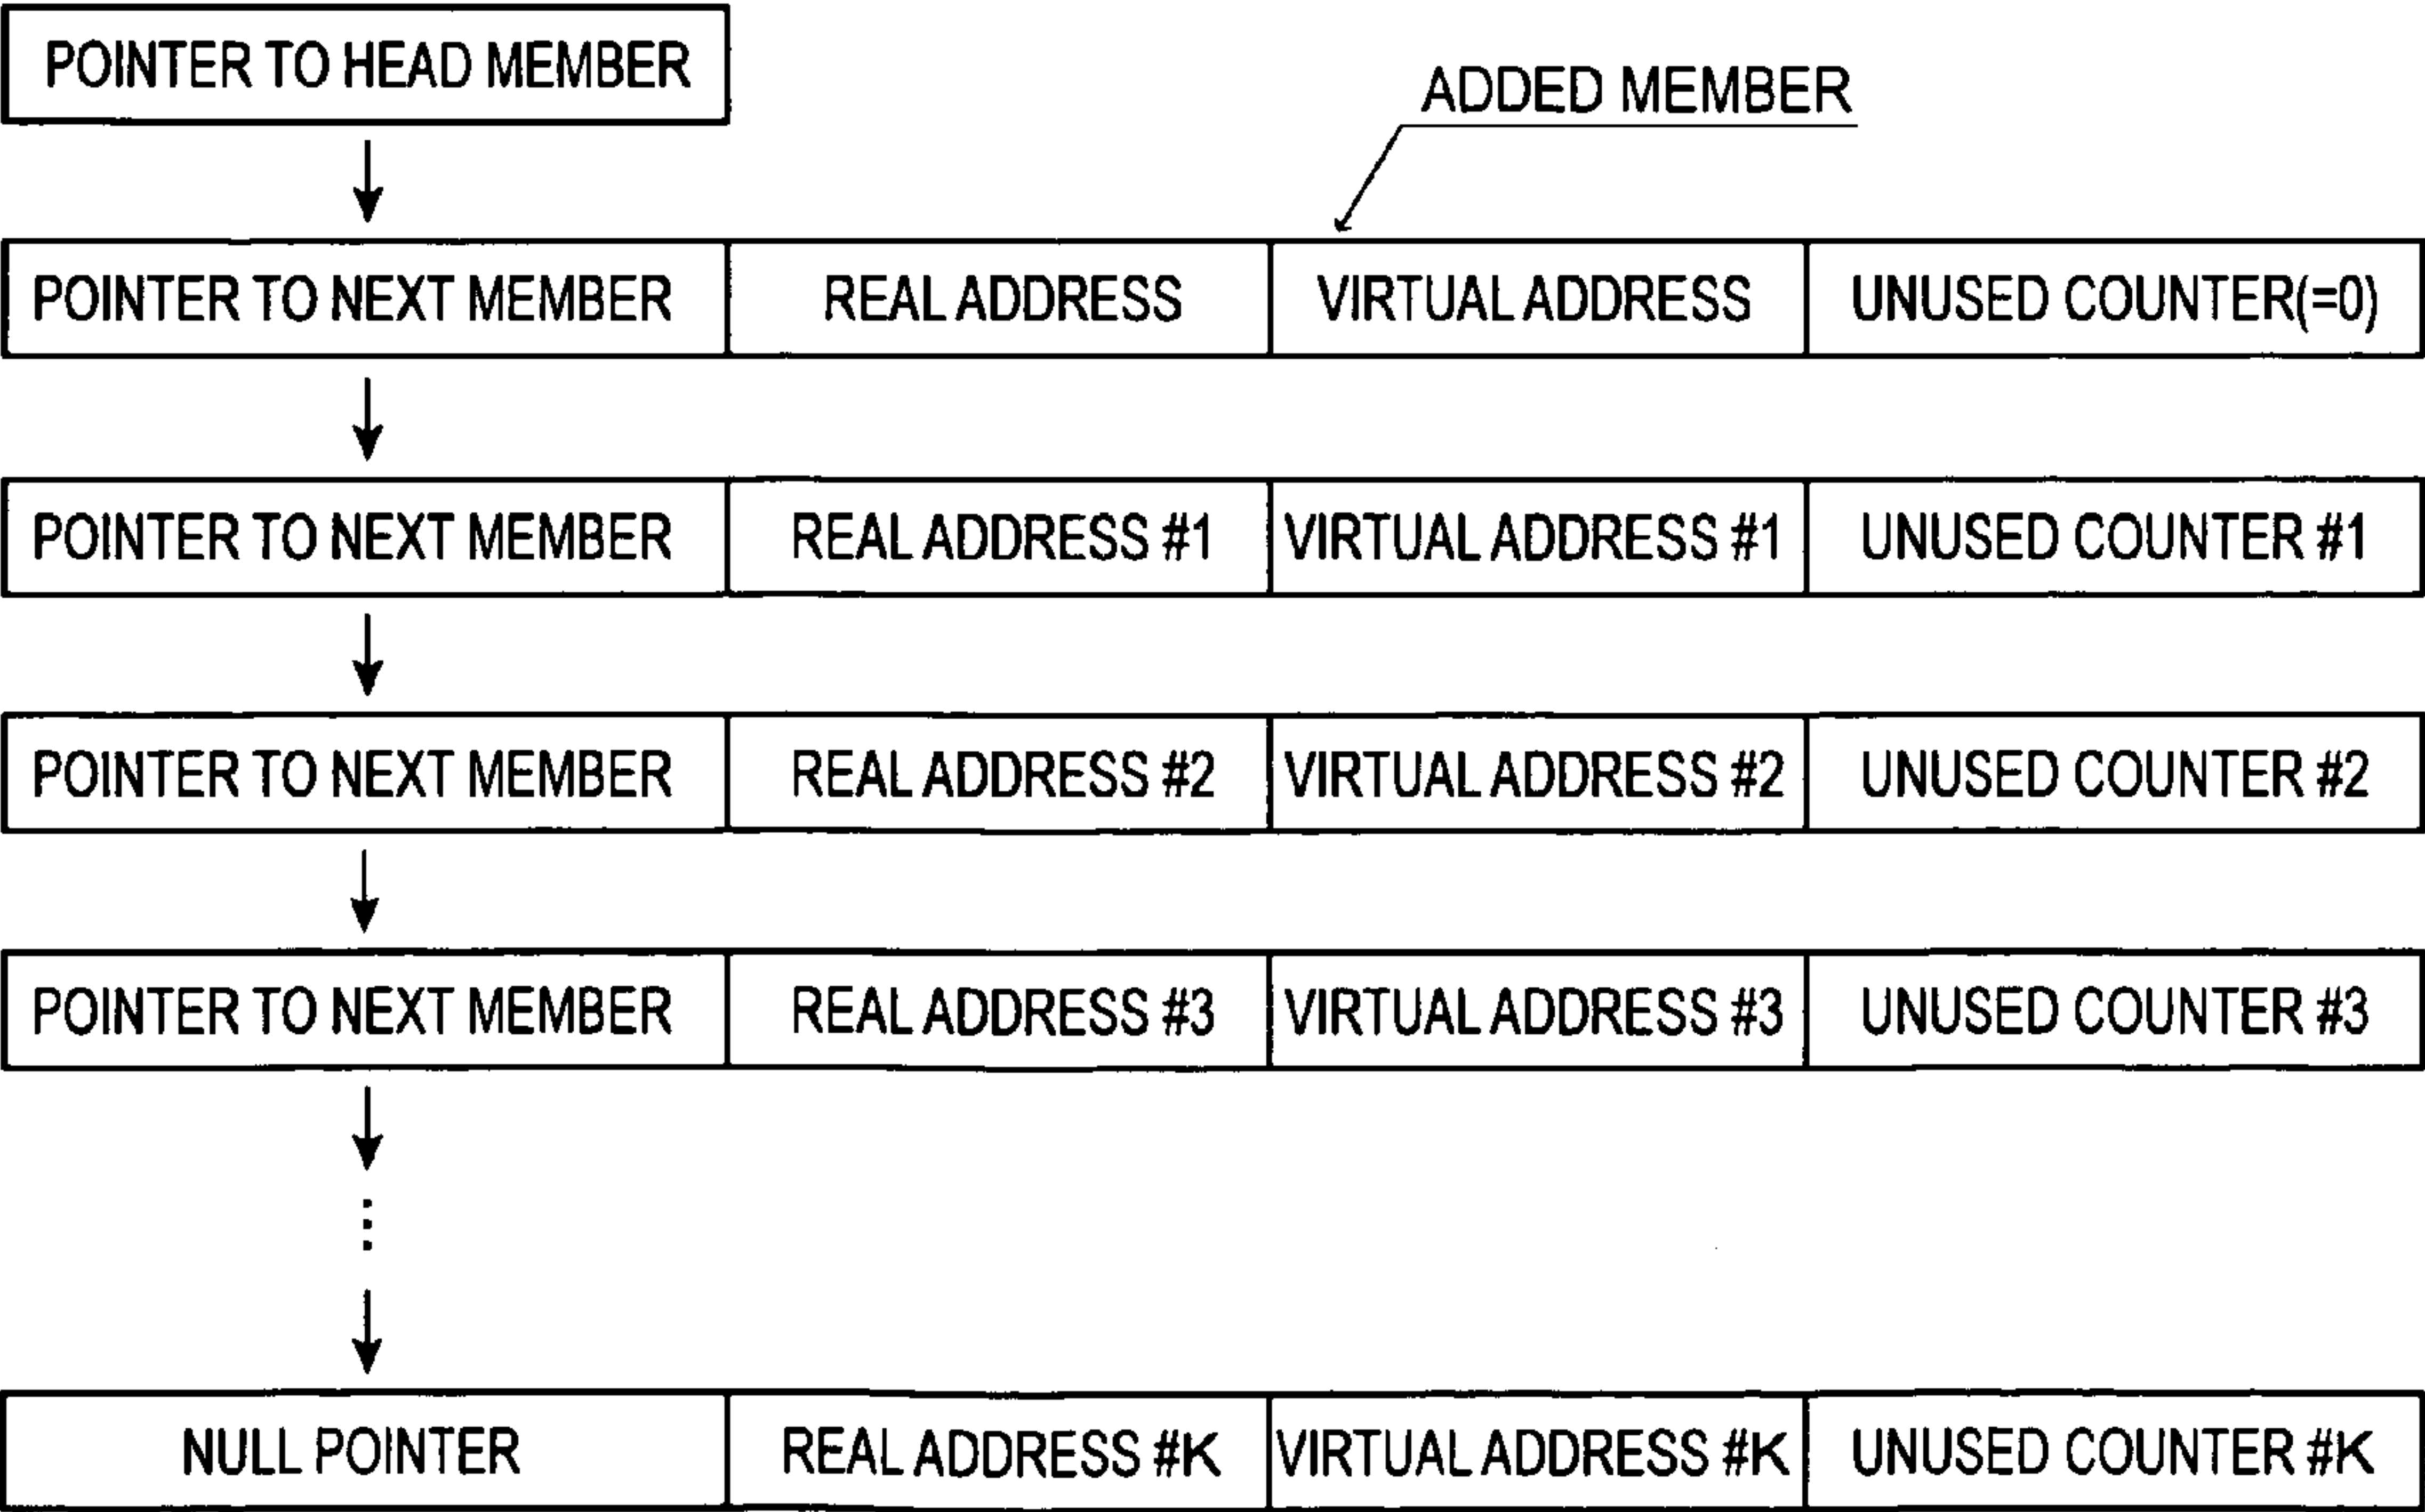 POINTER TO HEAD MEMBER
ADDED MEMBER
POINTER TO NEXT MEMBER REAL ADDRESS VIRTUAL ADDRESS UNUSED COUNTER(=0)
POINTER TO NEXT MEMBER REAL ADDRESS #1 VIRTUAL ADDRESS #1 UNUSED COUNTER #1
POINTER TO NEXT MEMBER REAL ADDRESS #2 VIRTUAL ADDRESS #2 UNUSED COUNTER #2
POINTER TO NEXT MEMBER REAL ADDRESS #3 VIRTUAL ADDRESS #3 UNUSED COUNTER #3
NULL POINTER REAL ADDRESS #K VIRTUAL ADDRESS #K UNUSED COUNTER #K